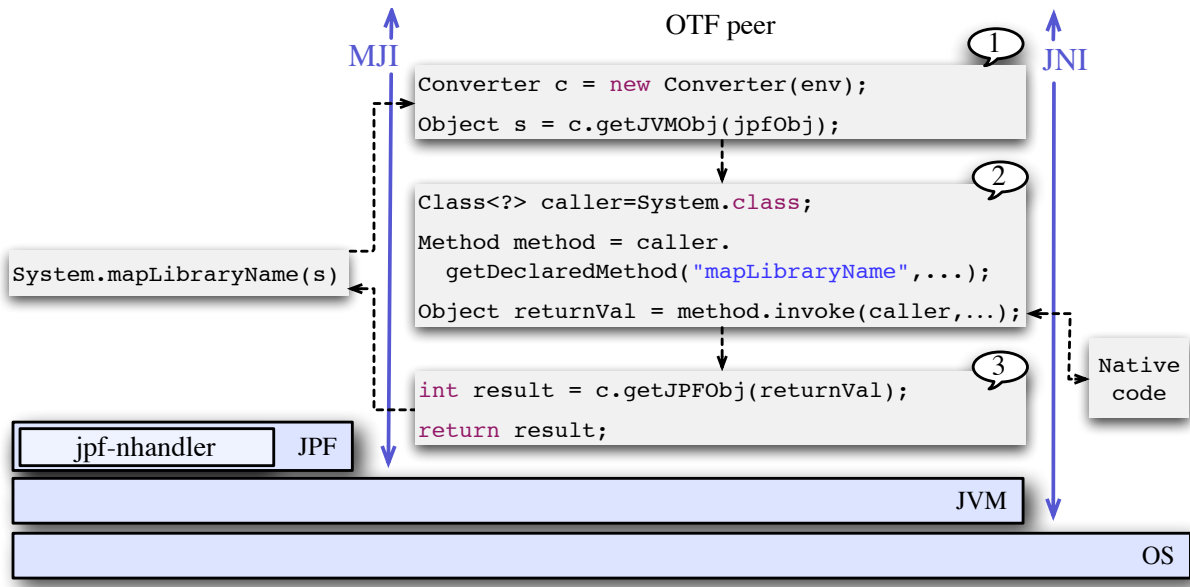 OTF peer
MJI
JNI
1
Converter c = new Converter(env);
Object s = c.getJVMObj(jpfObj);
2
Class<?> caller=System.class;
Method method = caller.
getDeclaredMethod("mapLibraryName",...);
Object returnVal = method.invoke(caller,...);
System.mapLibraryName(s)
Native
code
3
int result = c.getJPFObj(returnVal);
return result;
jpf-nhandler
JPF
JVM
OS